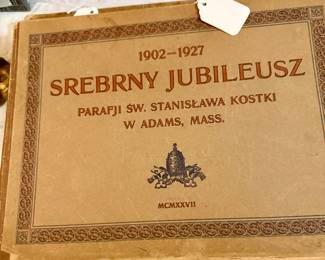 1902–1927
SREBRNY JUBILEUSZ
PARAFJI ŚW. STANISŁAWA KOSTKI
W ADAMS, MASS.
MCMXXVII